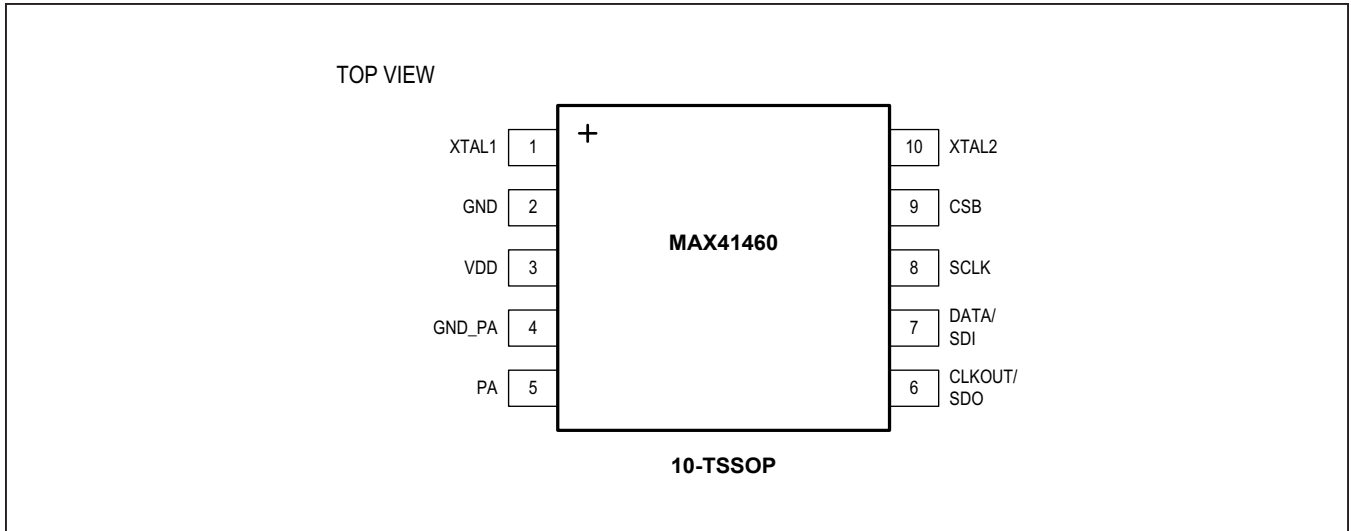 TOP VIEW
XTAL1 1
GND 2
VDD 3
GND_PA 4
PA 5
+
MAX41460
10 XTAL2
9 CSB
8 SCLK
7 DATA/
SDI
6 CLKOUT/
SDO
10-TSSOP